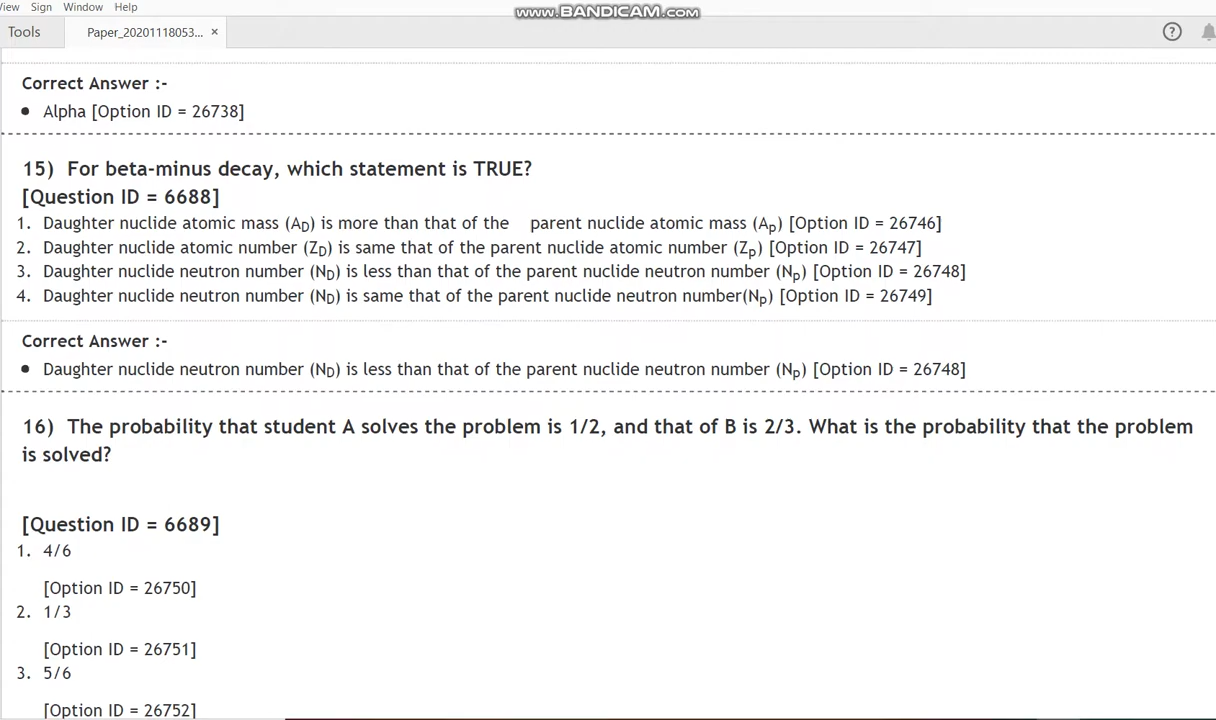 View Sign Window Help
www.BANDICAM.com
Tools Paper_20201118053... ×
Correct Answer :-
• Alpha [Option ID = 26738]
15) For beta-minus decay, which statement is TRUE?
[Question ID = 6688]
1. Daughter nuclide atomic mass (AD) is more than that of the parent nuclide atomic mass (Ap) [Option ID = 26746]
2. Daughter nuclide atomic number (ZD) is same that of the parent nuclide atomic number (Zp) [Option ID = 26747]
3. Daughter nuclide neutron number (ND) is less than that of the parent nuclide neutron number (Np) [Option ID = 26748]
4. Daughter nuclide neutron number (ND) is same that of the parent nuclide neutron number(Np) [Option ID = 26749]
Correct Answer :-
• Daughter nuclide neutron number (ND) is less than that of the parent nuclide neutron number (Np) [Option ID = 26748]
16) The probability that student A solves the problem is 1/2, and that of B is 2/3. What is the probability that the problem
is solved?
[Question ID = 6689]
1. 4/6
[Option ID = 26750]
2. 1/3
[Option ID = 26751]
3. 5/6
[Option ID = 26752]